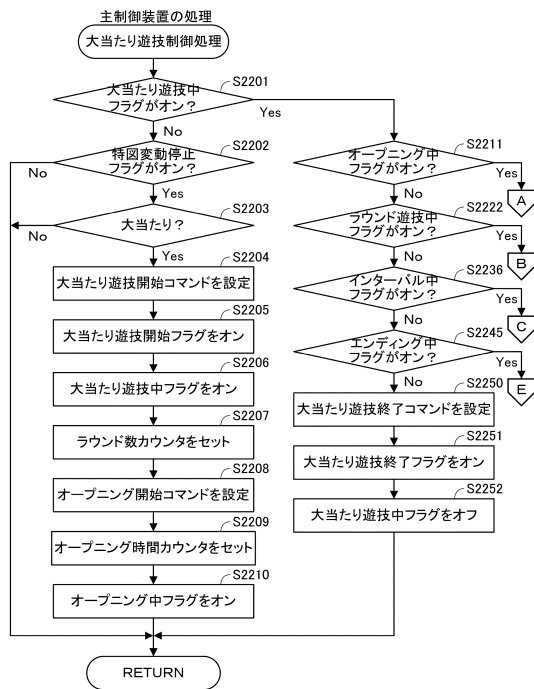 主制御装置の処理
大当たり遊技制御処理
S2201
大当たり遊技中
フラグがオン？
Yes
No
S2202
特図変動停止
フラグがオン？
No
Yes
S2203
大当たり？
No
Yes
S2204
大当たり遊技開始コマンドを設定
S2205
大当たり遊技開始フラグをオン
S2206
大当たり遊技中フラグをオン
S2207
ラウンド数カウンタをセット
S2208
オープニング開始コマンドを設定
S2209
オープニング時間カウンタをセット
S2210
オープニング中フラグをオン
S2211
オープニング中
フラグがオン？
Yes
A
No
S2222
ラウンド遊技中
フラグがオン？
Yes
B
No
S2236
インターバル中
フラグがオン？
Yes
C
No
S2245
エンディング中
フラグがオン？
Yes
E
No
S2250
大当たり遊技終了コマンドを設定
S2251
大当たり遊技終了フラグをオン
S2252
大当たり遊技中フラグをオフ
RETURN